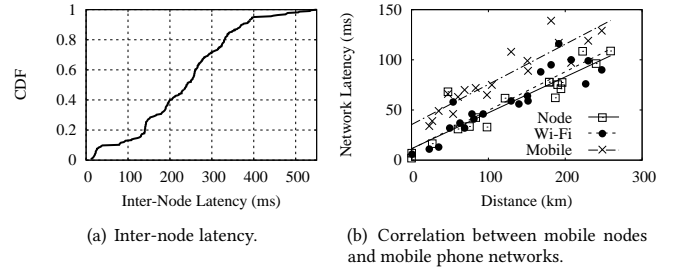 CDF
1
0.8
0.6
0.4
0.2
0
0 100 200 300 400 500
Inter-Node Latency (ms)
(a) Inter-node latency.
Network Latency (ms)
150
100
50
0
Node
Wi-Fi
Mobile
0 100 200 300
Distance (km)
(b) Correlation between mobile nodes
and mobile phone networks.